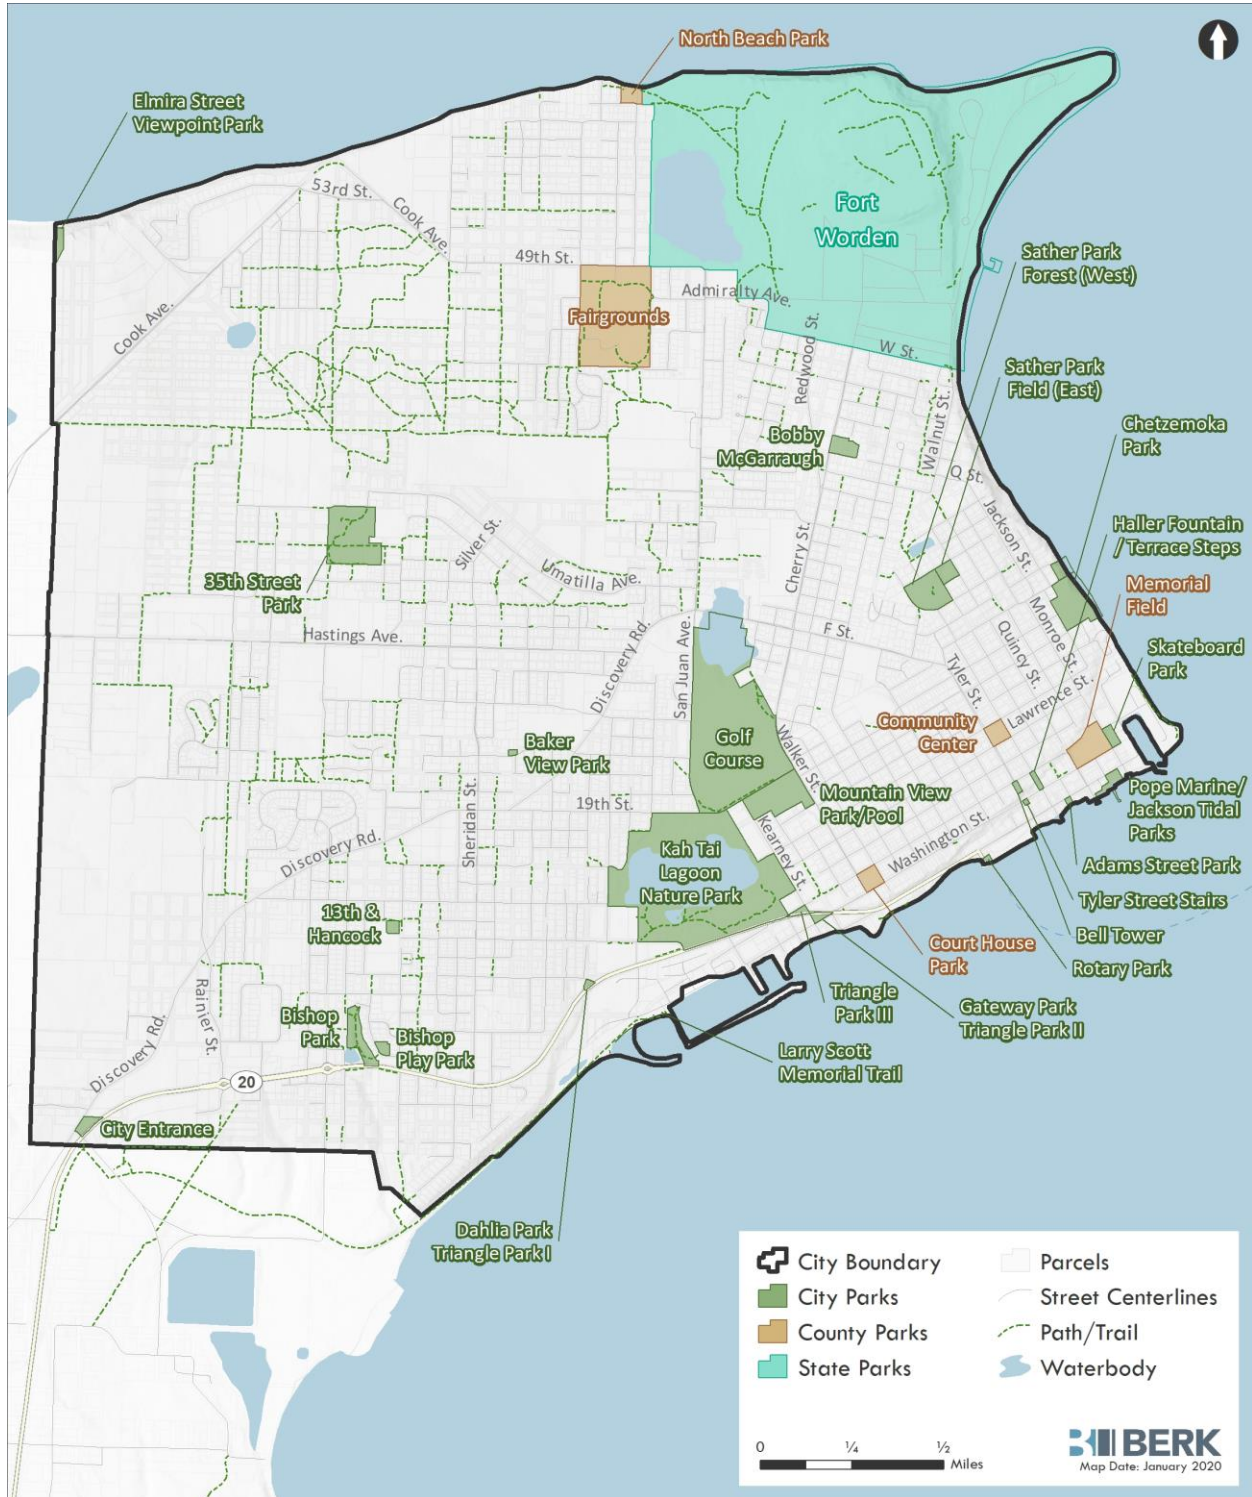 North Beach Park
Elmira Street
Viewpoint Park
53rd St.
Cook Ave.
49th St.
Fort
Worden
Sather Park
Forest (West)
Admiralty Ave.
Fairgrounds
Cook Ave.
Redwood St.
W St.
Sather Park
Field (East)
Walnut St.
Chetzemoka
Park
Bobby
McGarraugh
Q St.
Jackson St.
Haller Fountain
/ Terrace Steps
Silver St.
Cherry St.
Umatilla Ave.
35th Street
Park
Memorial
Field
Monroe St.
Hastings Ave.
Discovery Rd.
San Juan Ave.
F St.
Quincy St.
Tyler St.
Skateboard
Park
Lawrence St.
Community
Center
Golf
Course
Walker St.
Baker
View Park
Mountain View
Park/Pool
Pope Marine/
Jackson Tidal
Parks
19th St.
Sheridan St.
Kearney St.
Washington St.
Discovery Rd.
Kah Tai
Lagoon
Nature Park
Adams Street Park
Tyler Street Stairs
13th &
Hancock
Bell Tower
Court House
Park
Rotary Park
Rainier St.
Triangle
Park III
Gateway Park
Triangle Park II
Bishop
Park
Bishop
Play Park
Larry Scott
Memorial Trail
Discovery Rd.
20
City Entrance
Dahlia Park
Triangle Park I
City Boundary
City Parks
County Parks
State Parks
Parcels
Street Centerlines
Path/Trail
Waterbody
0 ¼ ½
Miles
BERK
Map Date: January 2020